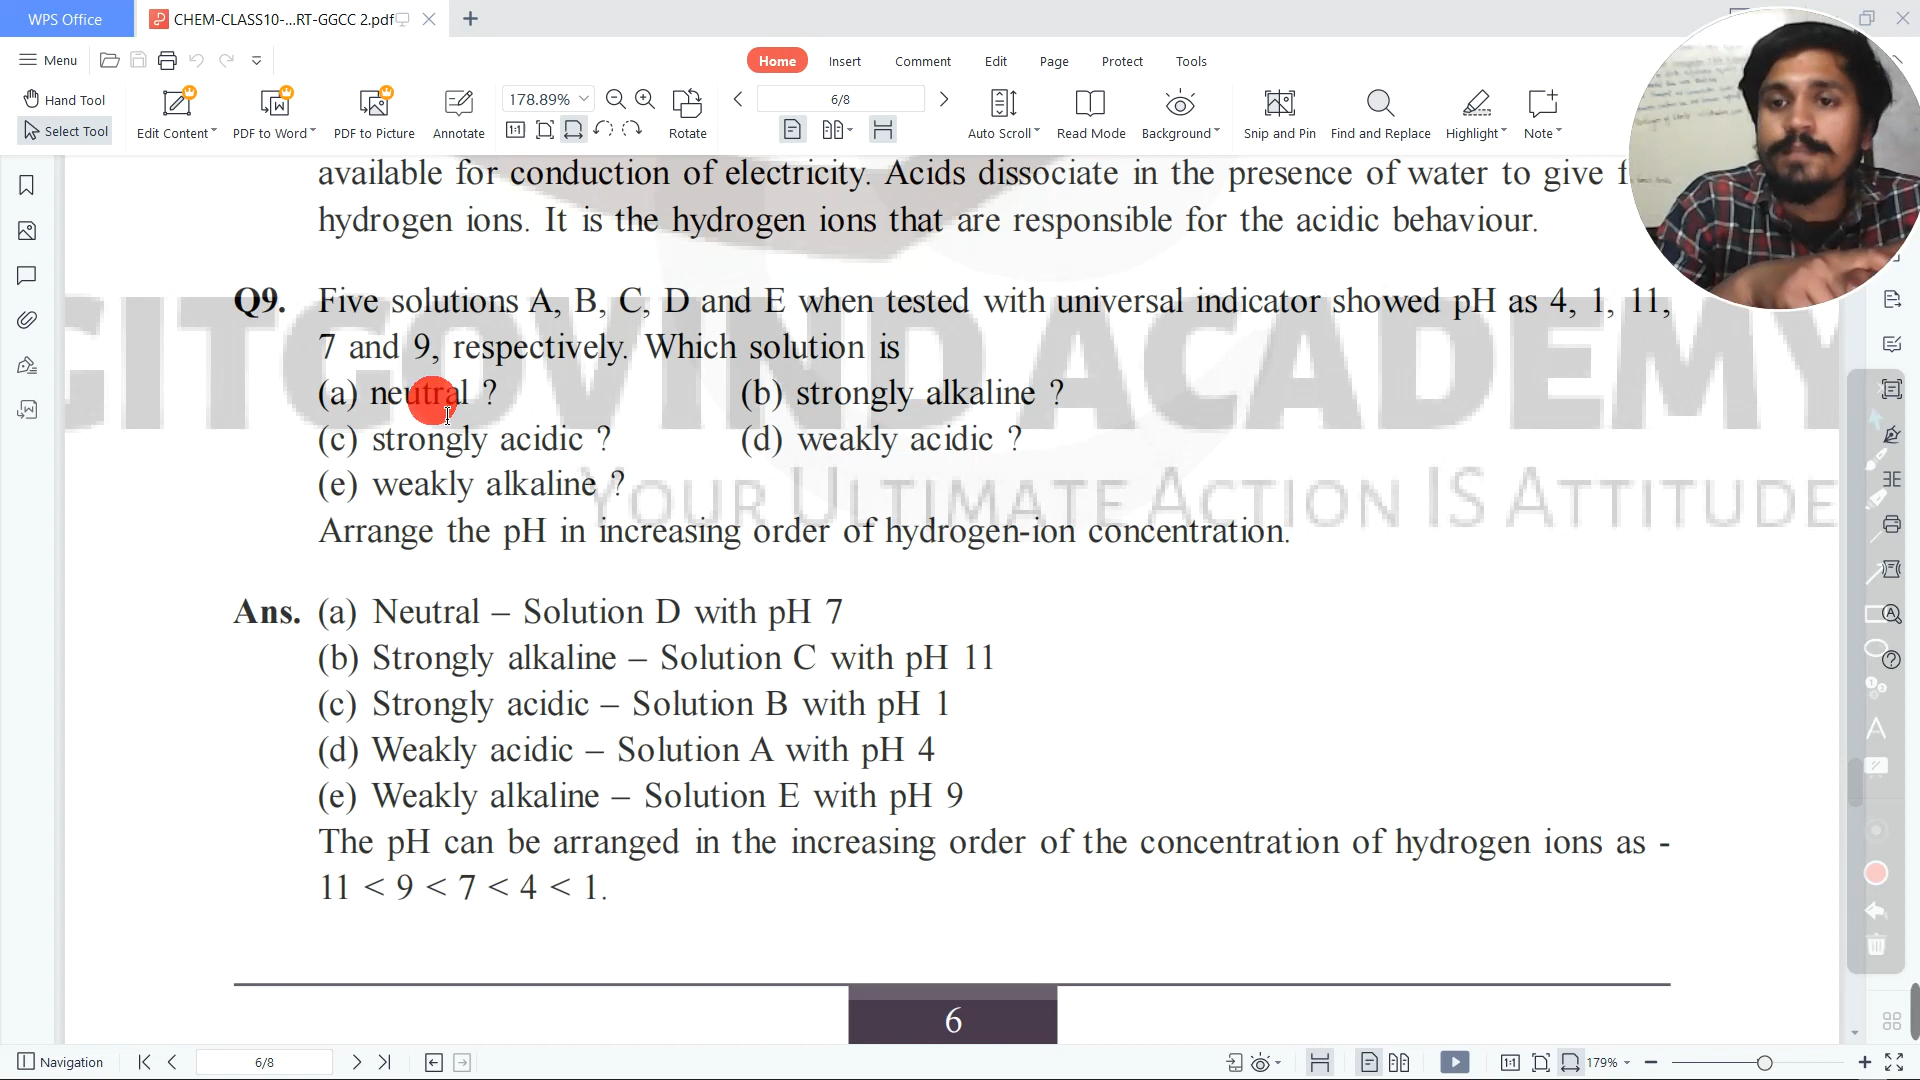 WPS Office
CHEM-CLASS10-...RT-GGCC 2.pdf
Menu
Home
Insert
Comment
Edit
Page
Protect
Tools
Hand Tool
Select Tool
Edit Content
PDF to Word
PDF to Picture
Annotate
178.89%
Rotate
6/8
Auto Scroll
Read Mode
Background
Snip and Pin
Find and Replace
Highlight
Note
available for conduction of electricity. Acids dissociate in the presence of water to give
hydrogen ions. It is the hydrogen ions that are responsible for the acidic behaviour.
Q9. Five solutions A, B, C, D and E when tested with universal indicator showed pH as 4, 1, 11,
7 and 9, respectively. Which solution is
(a) neutral ? (b) strongly alkaline ?
(c) strongly acidic ? (d) weakly acidic ?
(e) weakly alkaline ?
Arrange the pH in increasing order of hydrogen-ion concentration.
GITGOVIND ACADEMY
YOUR ULTIMATE ACTION IS ATTITUDE
Ans. (a) Neutral – Solution D with pH 7
(b) Strongly alkaline – Solution C with pH 11
(c) Strongly acidic – Solution B with pH 1
(d) Weakly acidic – Solution A with pH 4
(e) Weakly alkaline – Solution E with pH 9
The pH can be arranged in the increasing order of the concentration of hydrogen ions as -
11 < 9 < 7 < 4 < 1.
6
Navigation
6/8
179%